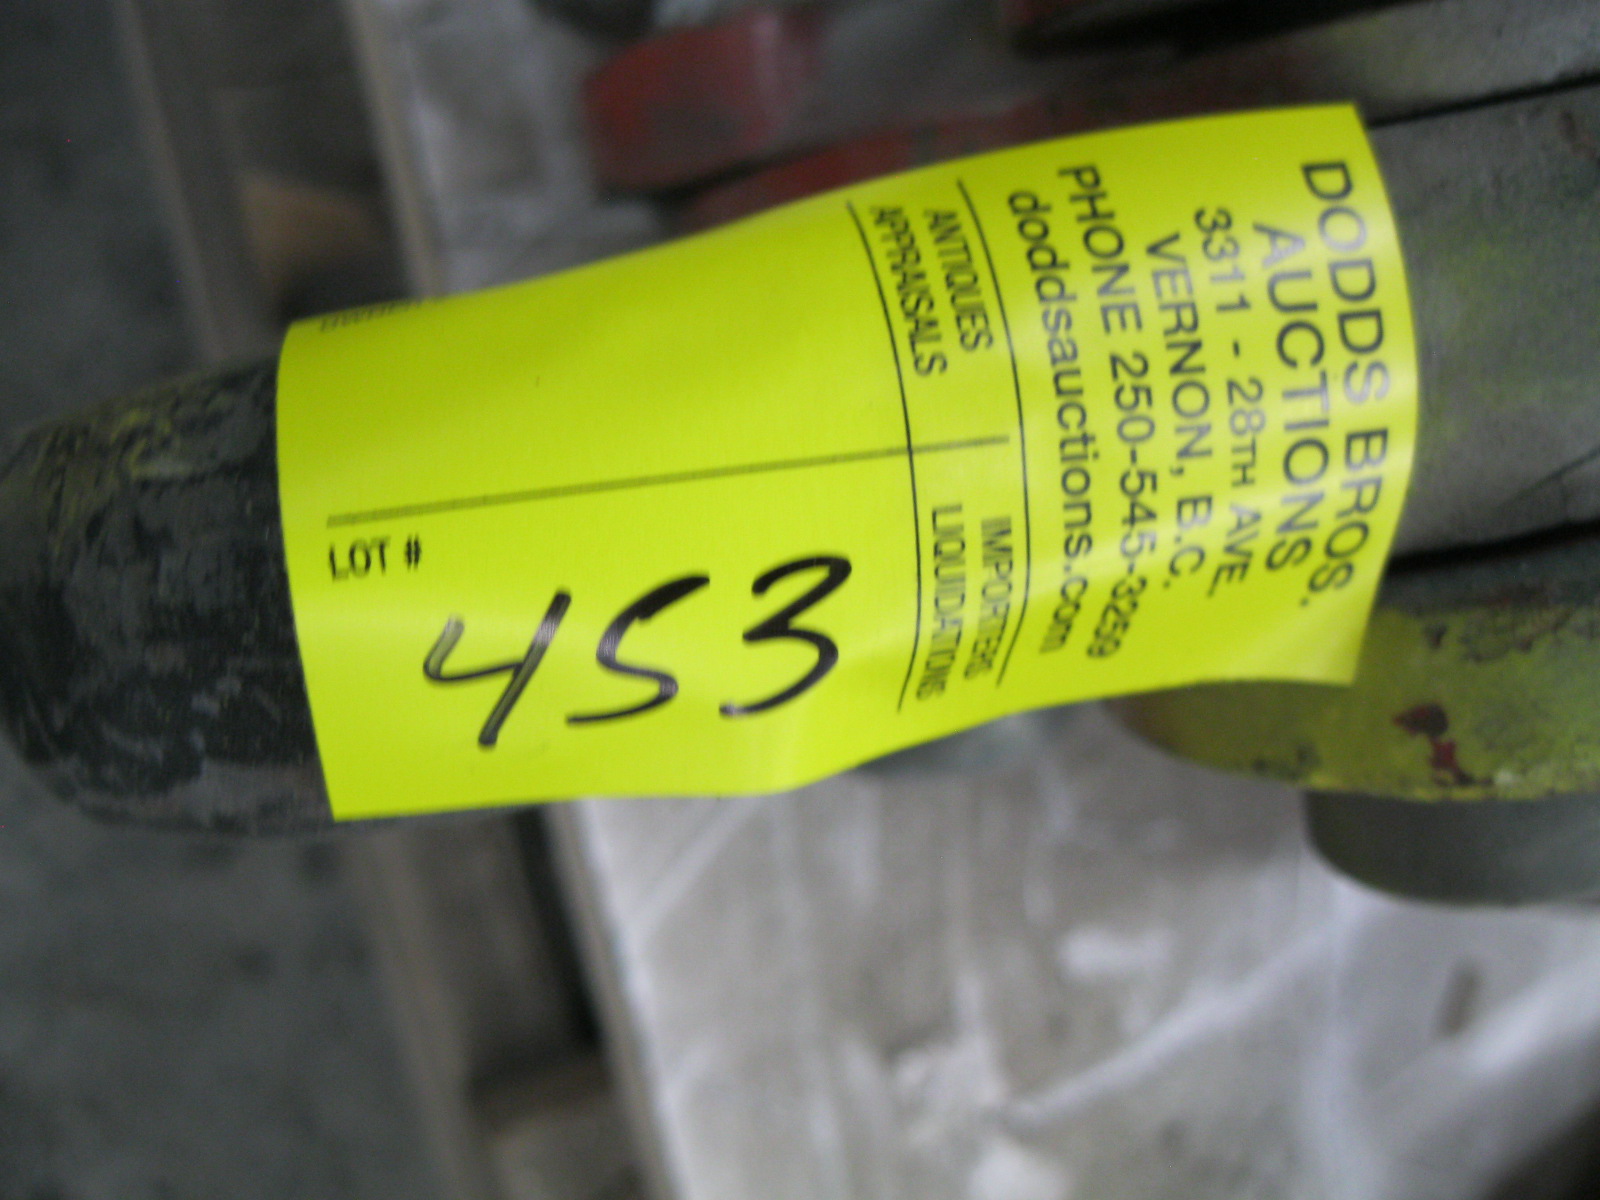 DODDS BROS.
AUCTIONS
3311 - 28TH AVE.
VERNON, B.C.
PHONE 250-545-3259
doddsauctions.com
ANTIQUES
APPRAISALS
IMPORTERS
LIQUIDATIONS
LOT #
453